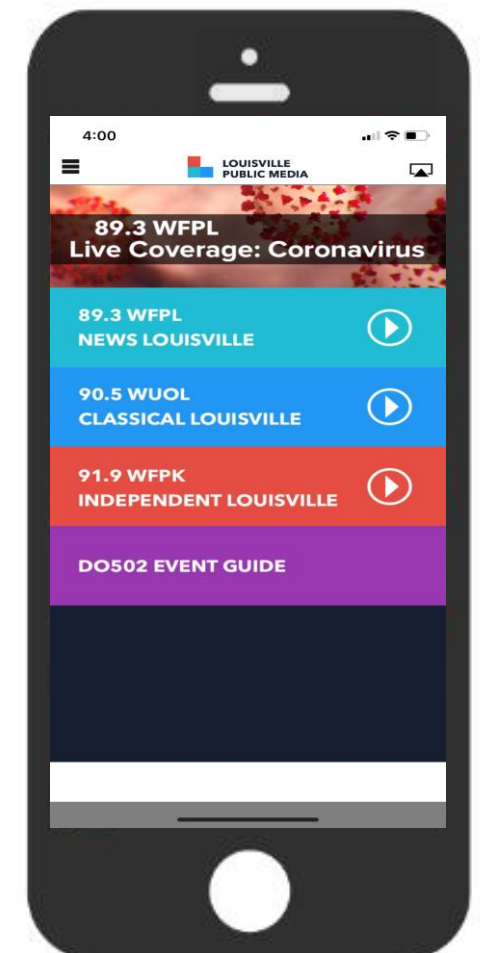 4:00
LOUISVILLE
PUBLIC MEDIA
89.3 WFPL
Live Coverage: Coronavirus
89.3 WFPL
NEWS LOUISVILLE
90.5 WUOL
CLASSICAL LOUISVILLE
91.9 WFPK
INDEPENDENT LOUISVILLE
DO502 EVENT GUIDE